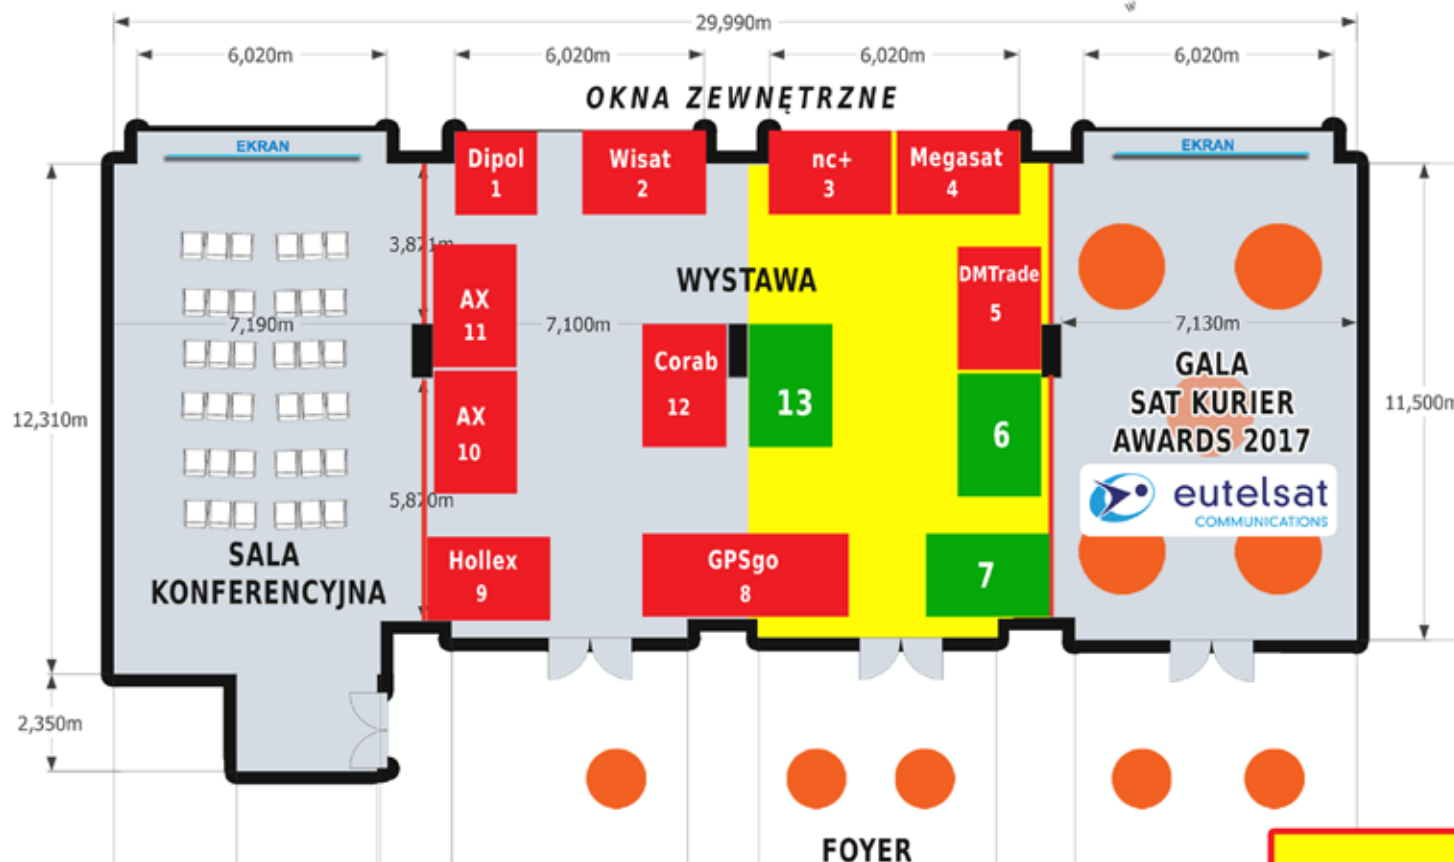 29,990m
6,020m
6,020m
6,020m
6,020m
OKNA ZEWNĘTRZNE
EKRAN
EKRAN
Dipol
1
Wisat
2
nc+
3
Megasat
4
3,871m
WYSTAWA
DMTrade
5
AX
11
7,190m
7,100m
7,130m
Corab
12
13
GALA
SAT KURIER
AWARDS 2017
12,310m
11,500m
AX
10
6
eutelsat
COMMUNICATIONS
5,870m
SALA
KONFERENCYJNA
Hollex
9
GPSgo
8
7
2,350m
FOYER